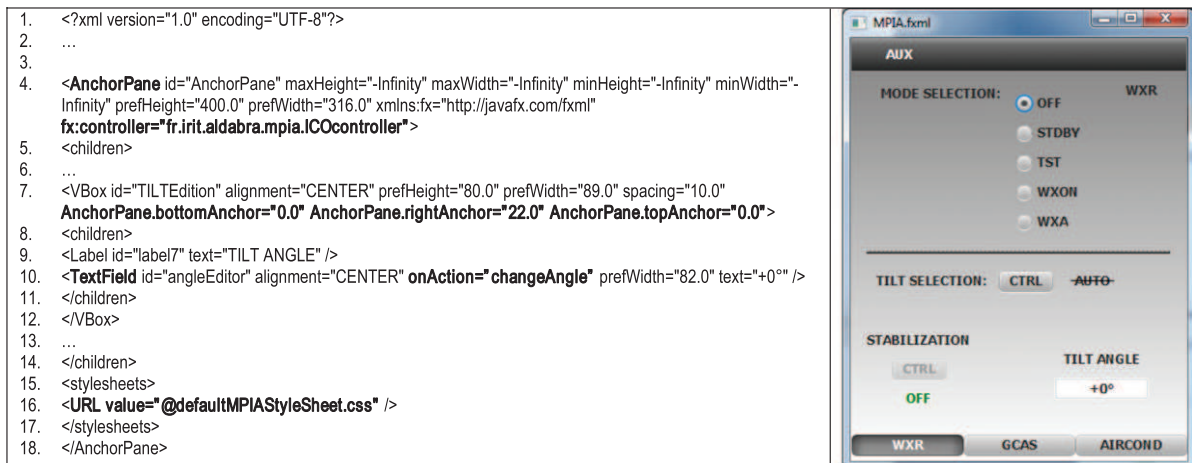 1. <?xml version="1.0" encoding="UTF-8"?>
2. …
3.
4. <AnchorPane id="AnchorPane" maxHeight="-Infinity" maxWidth="-Infinity" minHeight="-Infinity" minWidth="-
Infinity" prefHeight="400.0" prefWidth="316.0" xmlns:fx="http://javafx.com/fxml"
fx:controller="fr.irit.aldabra.mpia.ICOcontroller">
5. <children>
6. …
7. <VBox id="TILTEdition" alignment="CENTER" prefHeight="80.0" prefWidth="89.0" spacing="10.0"
AnchorPane.bottomAnchor="0.0" AnchorPane.rightAnchor="22.0" AnchorPane.topAnchor="0.0">
8. <children>
9. <Label id="label7" text="TILT ANGLE" />
10. <TextField id="angleEditor" alignment="CENTER" onAction="changeAngle" prefWidth="82.0" text="+0°" />
11. </children>
12. </VBox>
13. …
14. </children>
15. <stylesheets>
16. <URL value="@defaultMPIAStyleSheet.css" />
17. </stylesheets>
18. </AnchorPane>
MPIA.fxml
AUX
MODE SELECTION: OFF WXR
STDBY
TST
WXON
WXA
TILT SELECTION: CTRL AUTO
STABILIZATION
TILT ANGLE
CTRL
+0°
OFF
WXR GCAS AIRCOND